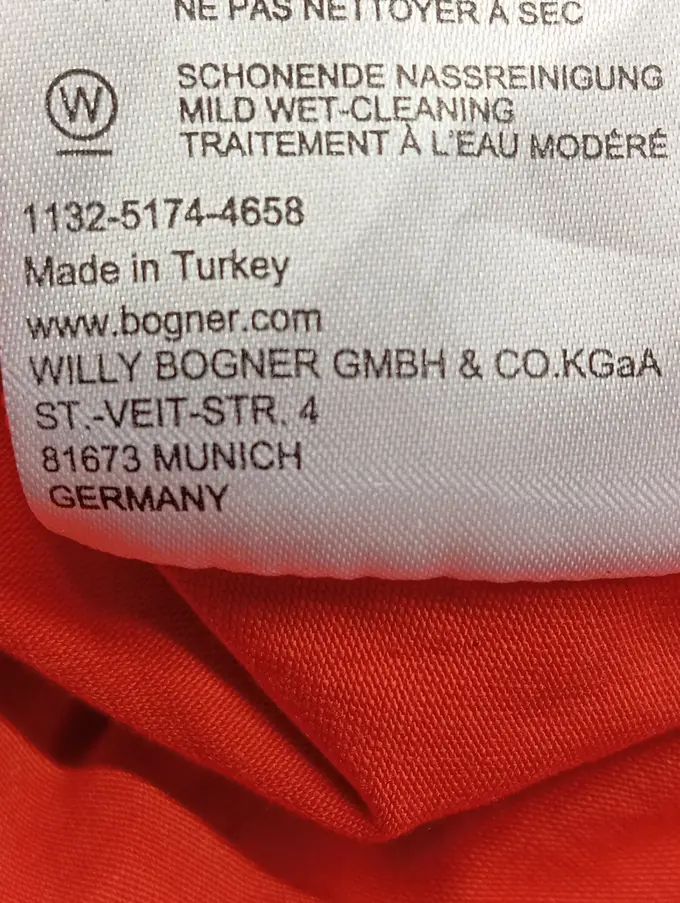 NE PAS NETTOYER À SEC
W
SCHONENDE NASSREINIGUNG
MILD WET-CLEANING
TRAITEMENT À L'EAU MODÉRÉ
1132-5174-4658
Made in Turkey
www.bogner.com
WILLY BOGNER GMBH & CO.KGaA
ST.-VEIT-STR. 4
81673 MUNICH
GERMANY